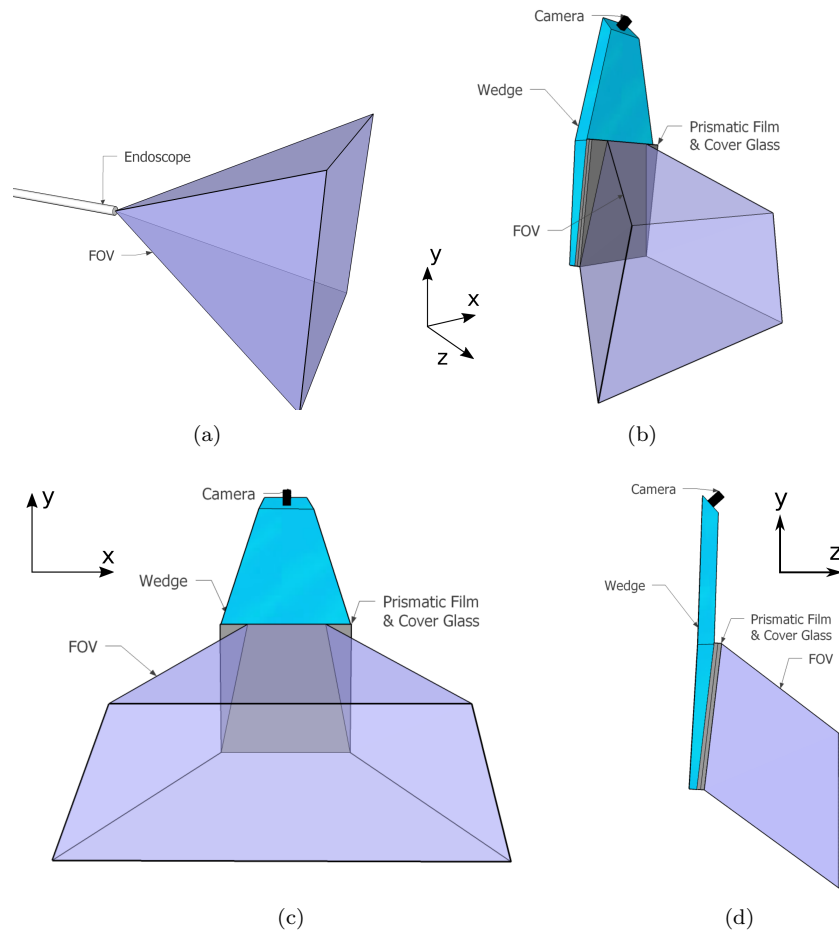 Endoscope
FOV
(a)
Camera
Wedge
Prismatic Film
& Cover Glass
FOV
y
x
z
(b)
y
x
Camera
Wedge
Prismatic Film
& Cover Glass
FOV
(c)
Camera
y
z
Wedge
Prismatic Film
& Cover Glass
FOV
(d)